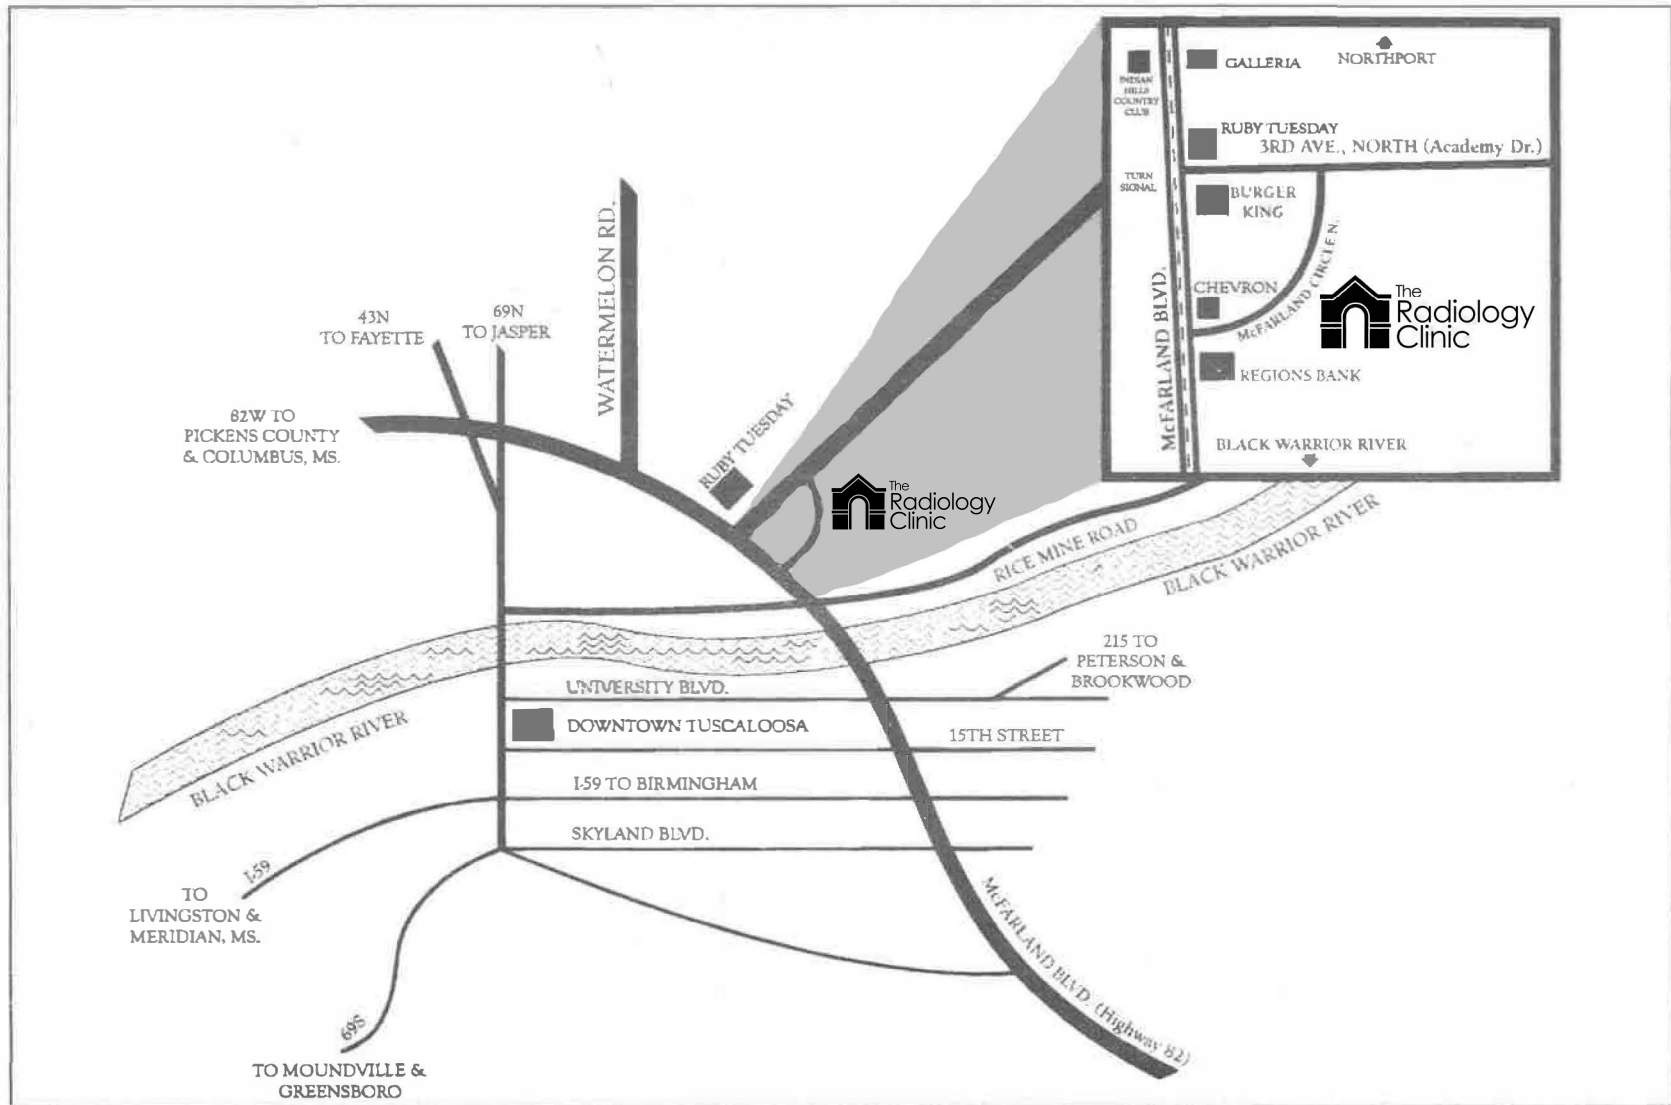 NORTHPORT
GALLERIA
INDIAN
HILLS
COUNTRY
CLUB
RUBY TUESDAY
3RD AVE., NORTH (Academy Dr.)
TURN
SIGNAL
BURGER
KING
McFARLAND CIRCLE N.
CHEVRON
The
Radiology
Clinic
McFARLAND BLVD.
REGIONS BANK
BLACK WARRIOR RIVER
WATERMELON RD.
43N
TO FAYETTE
69N
TO JASPER
82W TO
PICKENS COUNTY
& COLUMBUS, MS.
RUBY TUESDAY
The
Radiology
Clinic
RICE MINE ROAD
BLACK WARRIOR RIVER
215 TO
PETERSON &
BROOKWOOD
UNIVERSITY BLVD.
DOWNTOWN TUSCALOOSA
15TH STREET
BLACK WARRIOR RIVER
I-59 TO BIRMINGHAM
SKYLAND BLVD.
I-59
TO
LIVINGSTON &
MERIDIAN, MS.
McFARLAND BLVD. (Highway 82)
69S
TO MOUNDVILLE &
GREENSBORO